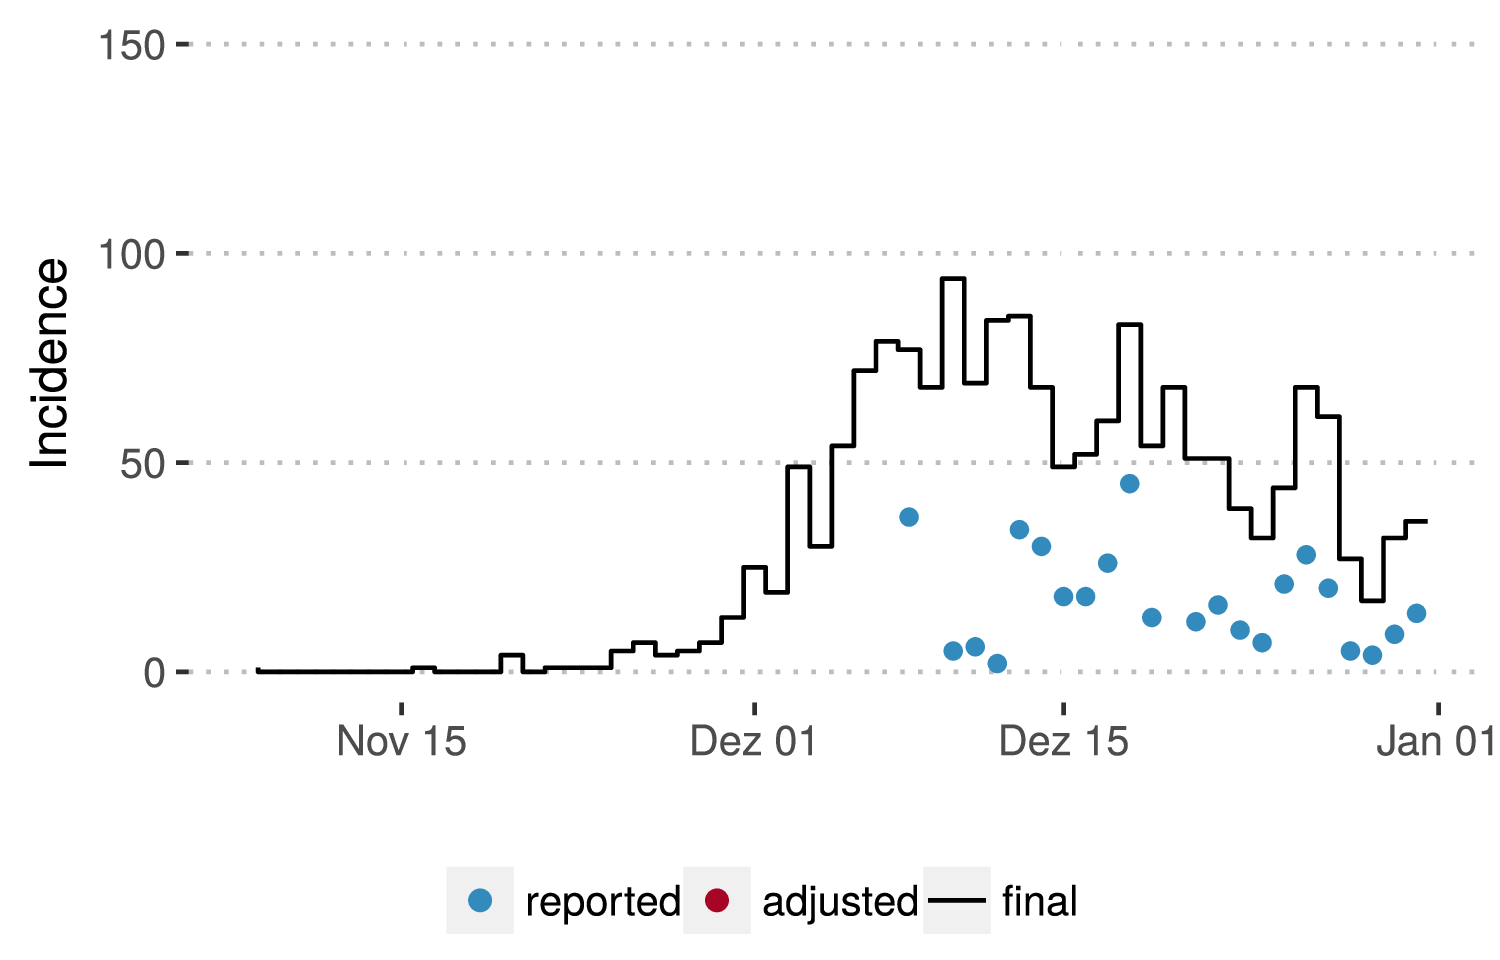 150
100
50
0
Incidence
Nov 15
Dez 01
Dez 15
Jan 01
reported
adjusted
final